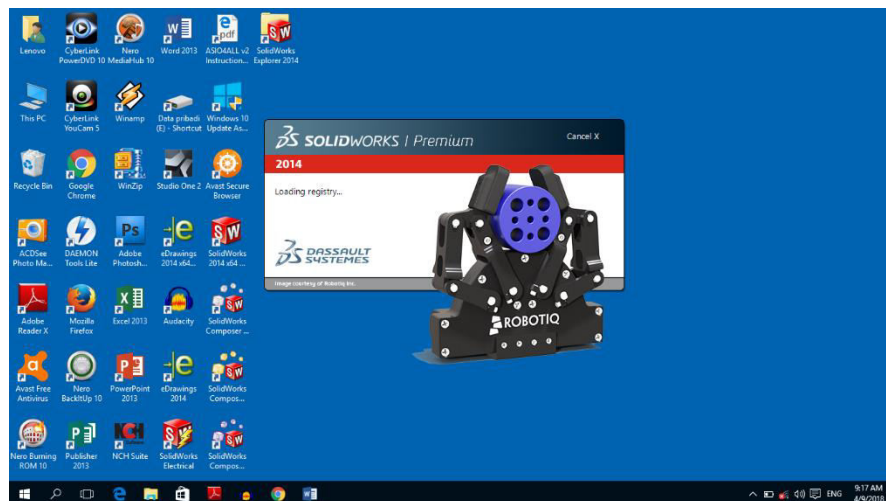 Lenovo
CyberLink
PowerDVD 10
Nero
MediaHub 10
Word 2013
ASIO4ALL v2
Instruction...
SolidWorks
Explorer 2014
This PC
CyberLink
YouCam 5
Winamp
Data pribadi
(E) - Shortcut
Windows 10
Update As...
Recycle Bin
Google
Chrome
WinZip
Studio One 2
Avast Secure
Browser
ACDSee
Photo Ma...
DAEMON
Tools Lite
Adobe
Photosh...
eDrawings
2014 x64...
SolidWorks
2014 x64 ...
Adobe
Reader X
Mozilla
Firefox
Excel 2013
Audacity
SolidWorks
Composer ...
Avast Free
Antivirus
Nero
BackItUp 10
PowerPoint
2013
eDrawings
2014
SolidWorks
Compos...
Nero Burning
ROM 10
Publisher
2013
NCH Suite
SolidWorks
Electrical
SolidWorks
Compos...
SOLIDWORKS | Premium
Cancel X
2014
Loading registry...
DASSAULT
SYSTEMES
Image courtesy of Robotiq Inc.
ROBOTIQ
ENG
9:17 AM
4/9/2018